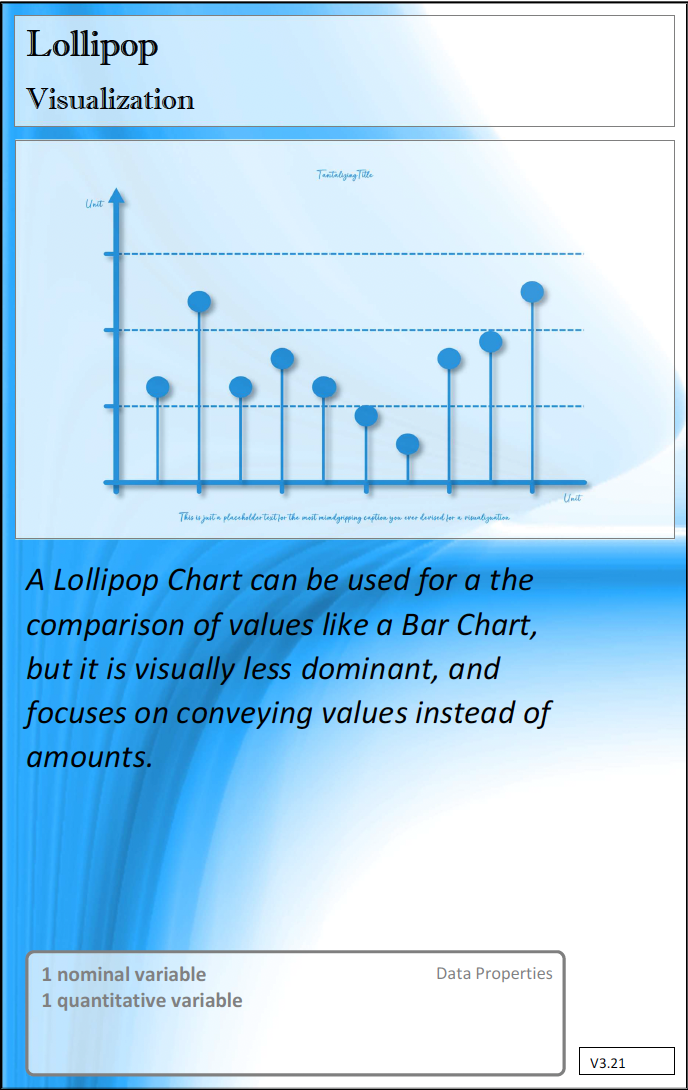 Lollipop
Visualization
Tantalizing Title
Unit
Unit
This is just a placeholder text for the most mindgripping caption you ever devised for a visualization
A Lollipop Chart can be used for a the
comparison of values like a Bar Chart,
but it is visually less dominant, and
focuses on conveying values instead of
amounts.
1 nominal variable
Data Properties
1 quantitative variable
V3.21